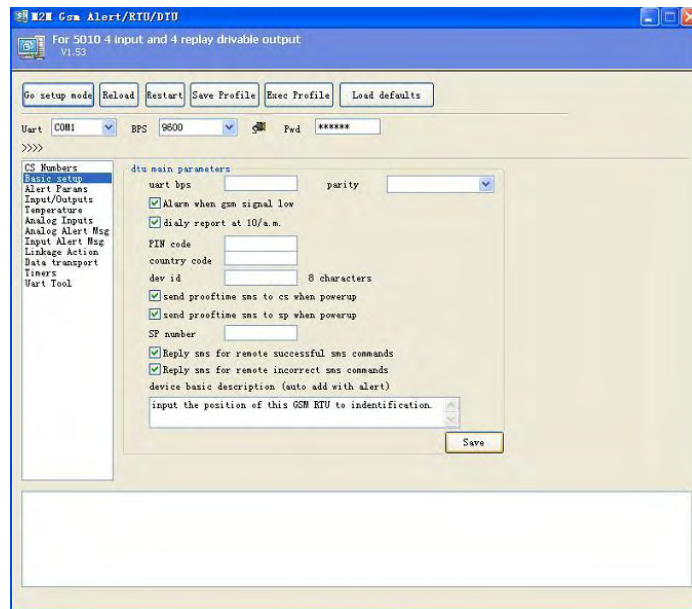 M2M Gsm Alert/RTU/DTU
For 5010 4 input and 4 replay drivable output
V1.53
Go setup mode Reload Restart Save Profile Exec Profile Load defaults
Uart COM1 BPS 9600 Pwd ******
>>>>
CS Numbers
Basic setup
Alert Params
Input/Outputs
Temperature
Analog Inputs
Analog Alert Msg
Input Alert Msg
Linkage Action
Data transport
Timers
Uart Tool
dtu main parameters
uart bps parity
Alarm when gsm signal low
dialy report at 10/a.m.
PIN code
country code
dev id 8 characters
send prooftime sms to cs when powerup
send prooftime sms to sp when powerup
SP number
Reply sms for remote successful sms commands
Reply sms for remote incorrect sms commands
device basic description (auto add with alert)
input the position of this GSM RTU to indentification.
Save